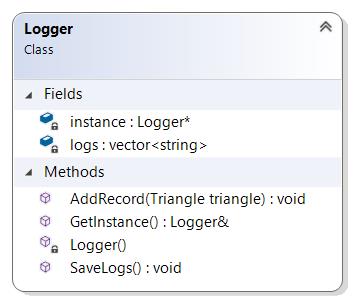 Logger
Class
Fields
instance : Logger*
logs : vector<string>
Methods
AddRecord(Triangle triangle) : void
GetInstance() : Logger&
Logger()
SaveLogs() : void